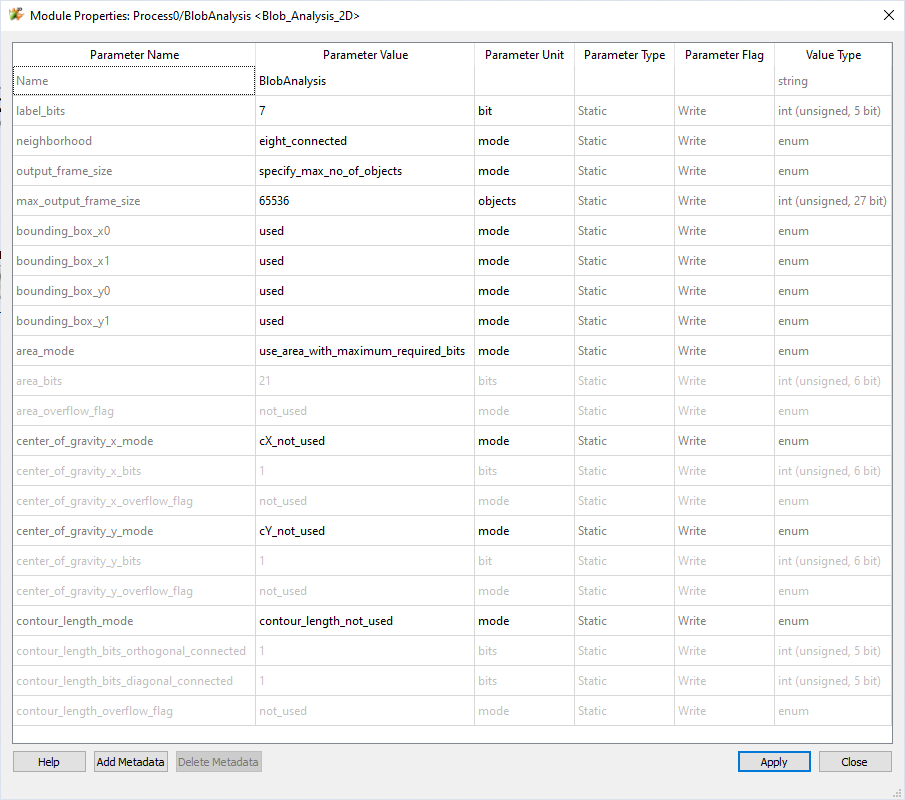 Module Properties: Process0/BlobAnalysis <Blob_Analysis_2D>
Parameter Name Parameter Value Parameter Unit Parameter Type Parameter Flag Value Type
Name BlobAnalysis string
label_bits 7 bit Static Write int (unsigned, 5 bit)
neighborhood eight_connected mode Static Write enum
output_frame_size specify_max_no_of_objects mode Static Write enum
max_output_frame_size 65536 objects Static Write int (unsigned, 27 bit)
bounding_box_x0 used mode Static Write enum
bounding_box_x1 used mode Static Write enum
bounding_box_y0 used mode Static Write enum
bounding_box_y1 used mode Static Write enum
area_mode use_area_with_maximum_required_bits mode Static Write enum
area_bits 21 bits Static Write int (unsigned, 6 bit)
area_overflow_flag not_used mode Static Write enum
center_of_gravity_x_mode cX_not_used mode Static Write enum
center_of_gravity_x_bits 1 bits Static Write int (unsigned, 6 bit)
center_of_gravity_x_overflow_flag not_used mode Static Write enum
center_of_gravity_y_mode cY_not_used mode Static Write enum
center_of_gravity_y_bits 1 bit Static Write int (unsigned, 6 bit)
center_of_gravity_y_overflow_flag not_used mode Static Write enum
contour_length_mode contour_length_not_used mode Static Write enum
contour_length_bits_orthogonal_connected 1 bits Static Write int (unsigned, 5 bit)
contour_length_bits_diagonal_connected 1 bits Static Write int (unsigned, 5 bit)
contour_length_overflow_flag not_used mode Static Write enum
Help Add Metadata Delete Metadata Apply Close